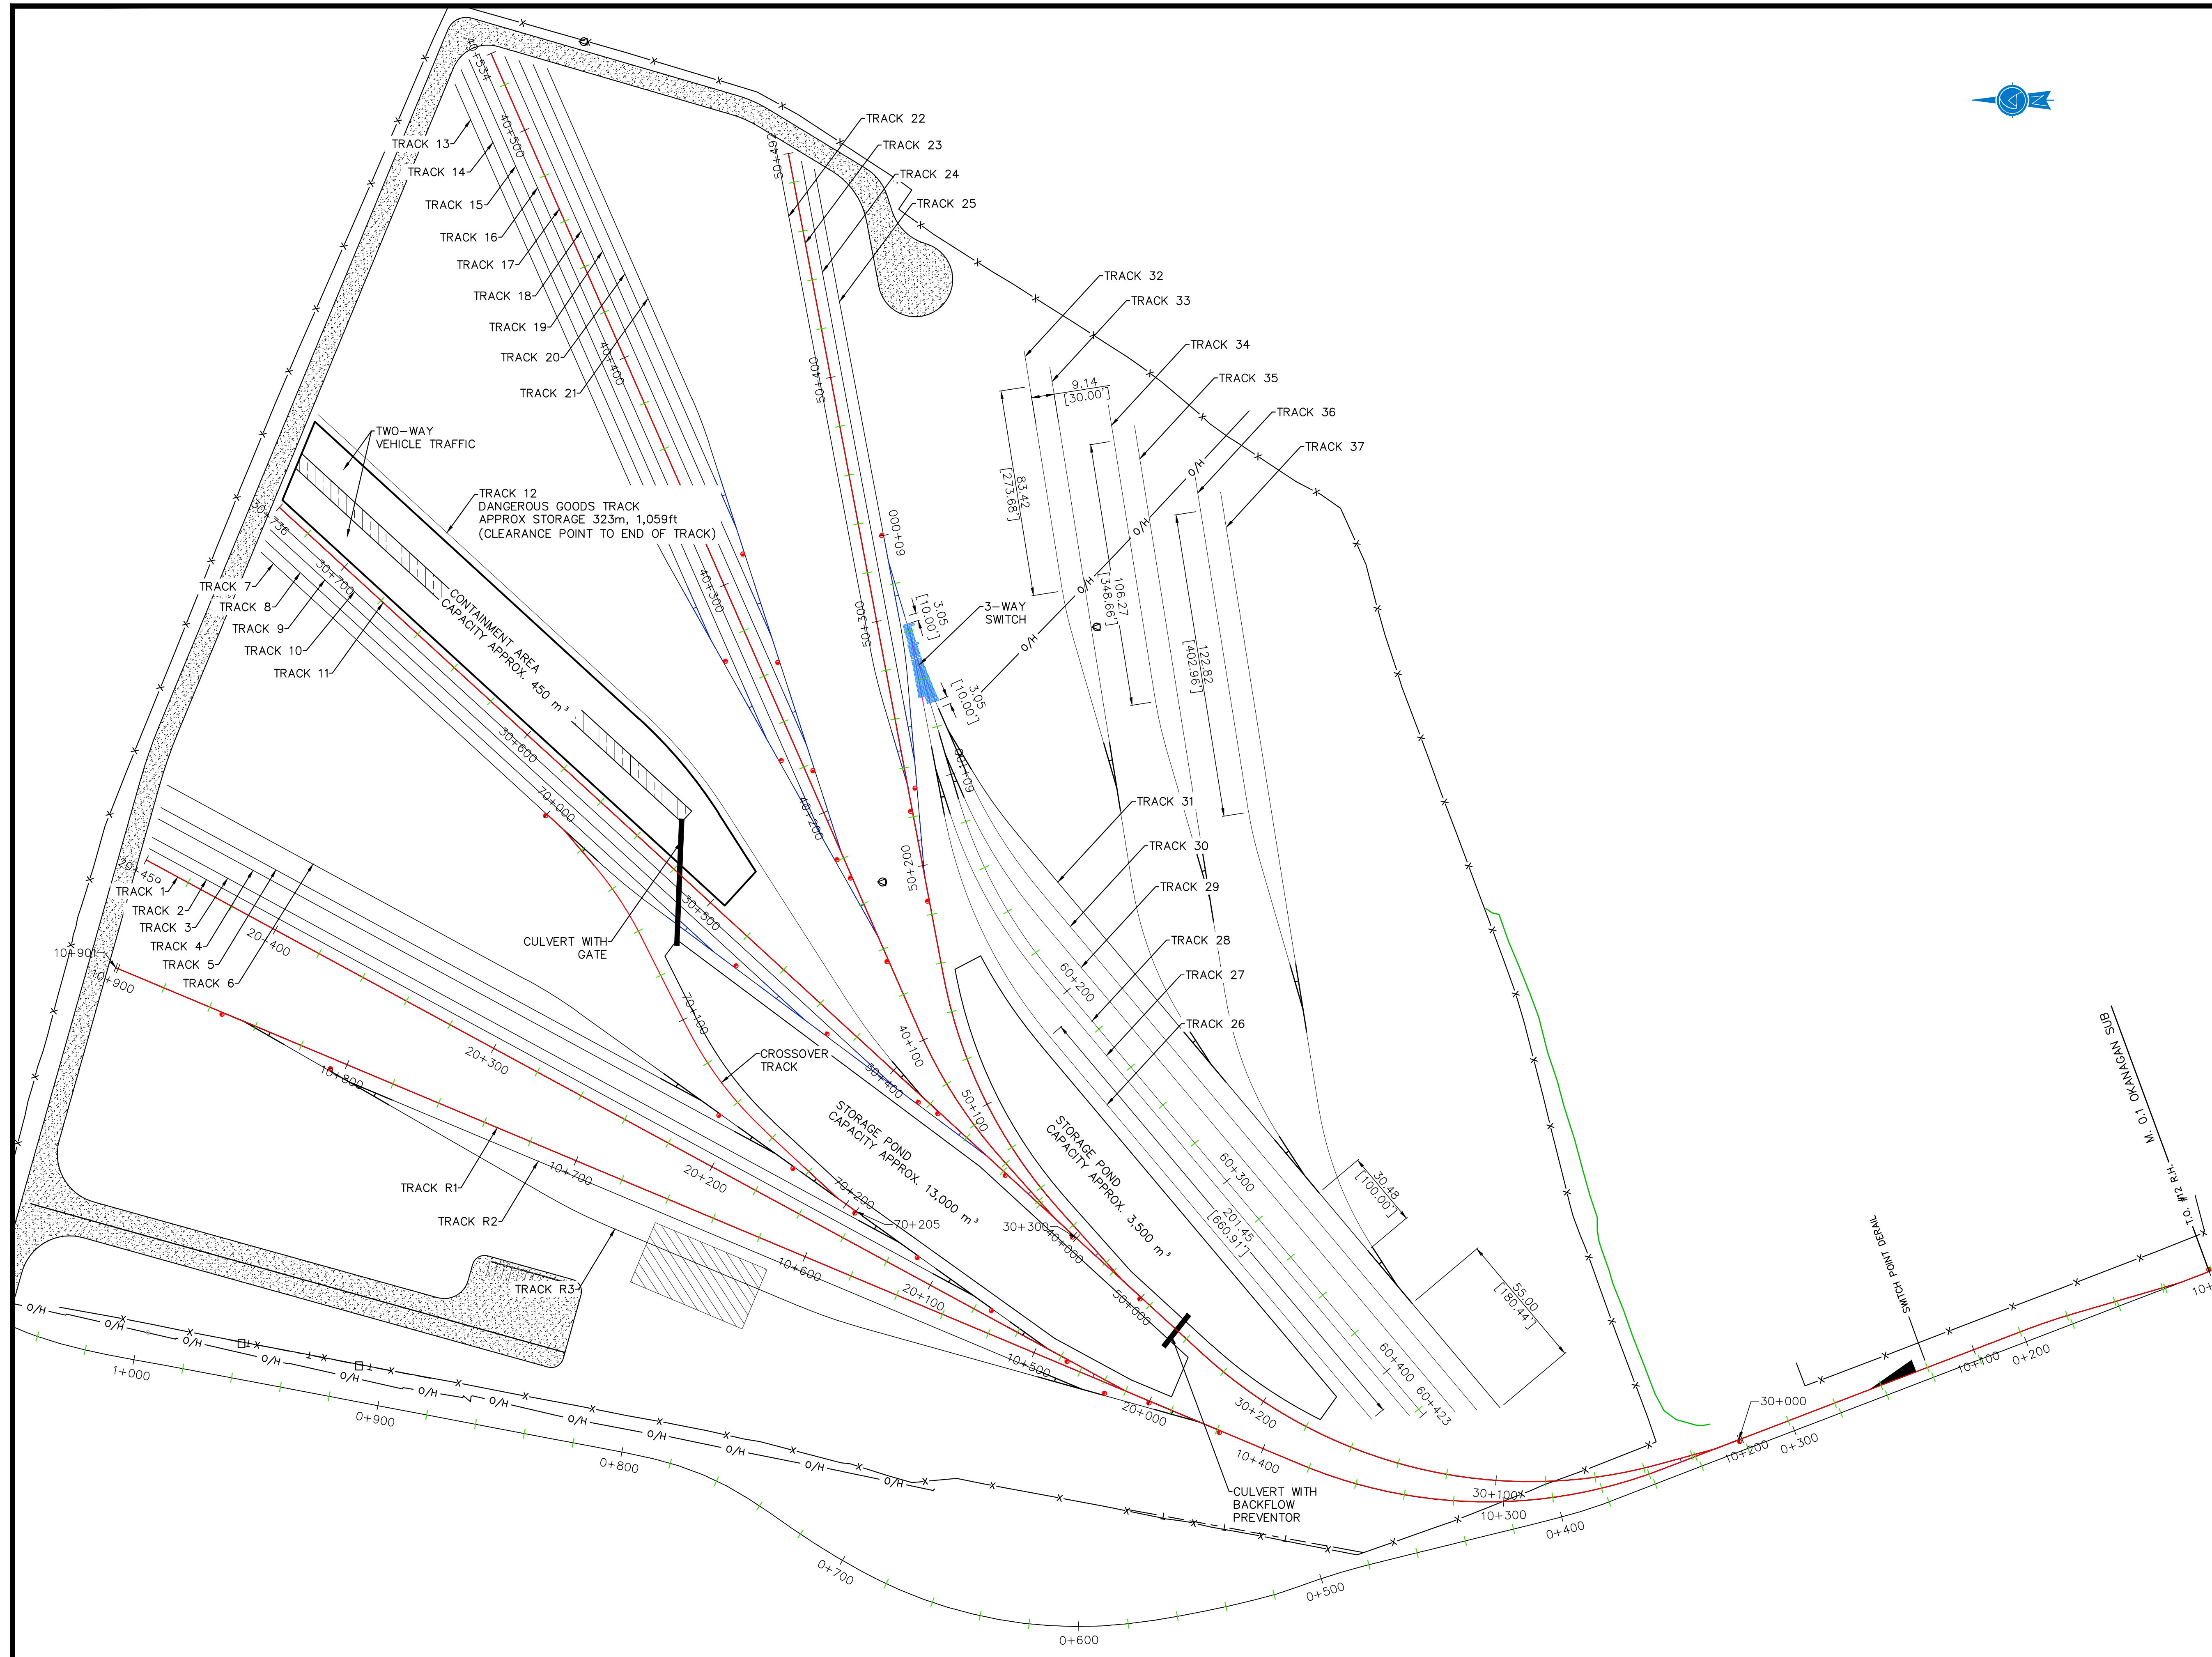 TRACK 13
TRACK 14
TRACK 15
TRACK 16
TRACK 17
TRACK 18
TRACK 19
TRACK 20
TRACK 21
40+534
40+500
40+400
40+300
40+200
40+100
40+000
TRACK 22
TRACK 23
TRACK 24
TRACK 25
50+492
50+400
50+300
50+200
50+100
50+000
TRACK 32
TRACK 33
TRACK 34
TRACK 35
TRACK 36
TRACK 37
9.14
[30.00']
83.42
[273.68']
106.27
[348.66']
122.82
[402.96']
O/H
O/H
O/H
O/H
60+000
3.05
[10.00']
3-WAY
SWITCH
3.05
[10.00']
60+100
TWO-WAY
VEHICLE TRAFFIC
TRACK 12
DANGEROUS GOODS TRACK
APPROX STORAGE 323m, 1,059ft
(CLEARANCE POINT TO END OF TRACK)
CONTAINMENT AREA
CAPACITY APPROX. 450 m³
30+736
30+700
30+600
30+500
30+400
30+300
TRACK 7
TRACK 8
TRACK 9
TRACK 10
TRACK 11
70+000
70+100
70+200
70+205
TRACK 31
TRACK 30
TRACK 29
TRACK 28
TRACK 27
TRACK 26
60+200
60+300
60+400
60+423
201.45
[660.91']
30.48
[100.00']
55.00
[180.44']
20+459
TRACK 1
TRACK 2
TRACK 3
TRACK 4
TRACK 5
TRACK 6
20+400
20+300
20+200
20+100
20+000
CULVERT WITH
GATE
CROSSOVER
TRACK
STORAGE POND
CAPACITY APPROX. 13,000 m³
STORAGE POND
CAPACITY APPROX. 3,500 m³
10+901
10+900
10+800
10+700
10+600
10+500
10+400
10+300
10+200
10+100
TRACK R1
TRACK R2
TRACK R3
30+200
30+100
30+000
CULVERT WITH
BACKFLOW
PREVENTOR
SWITCH POINT DERAIL
M. 0.1 OKANAGAN SUB
T.O. #12 R.H.
O/H
O/H
O/H
O/H
O/H
O/H
O/H
O/H
O/H
O/H
O/H
1+000
0+900
0+800
0+700
0+600
0+500
0+400
0+300
0+200